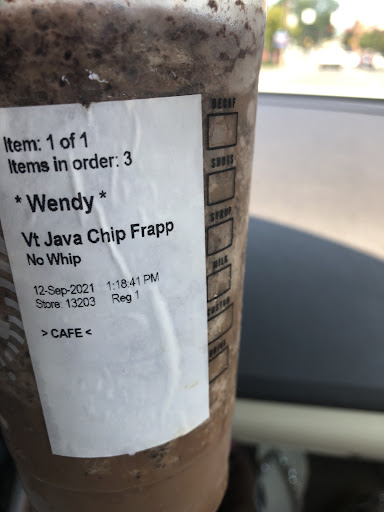 Item: 1 of 1
Items in order: 3
* Wendy *
Vt Java Chip Frapp
No Whip
12-Sep-2021 1:18:41 PM
Store: 13203 Reg 1
> CAFE <
DECAF
SHOTS
SYRUP
MILK
CUSTOM
DRINK